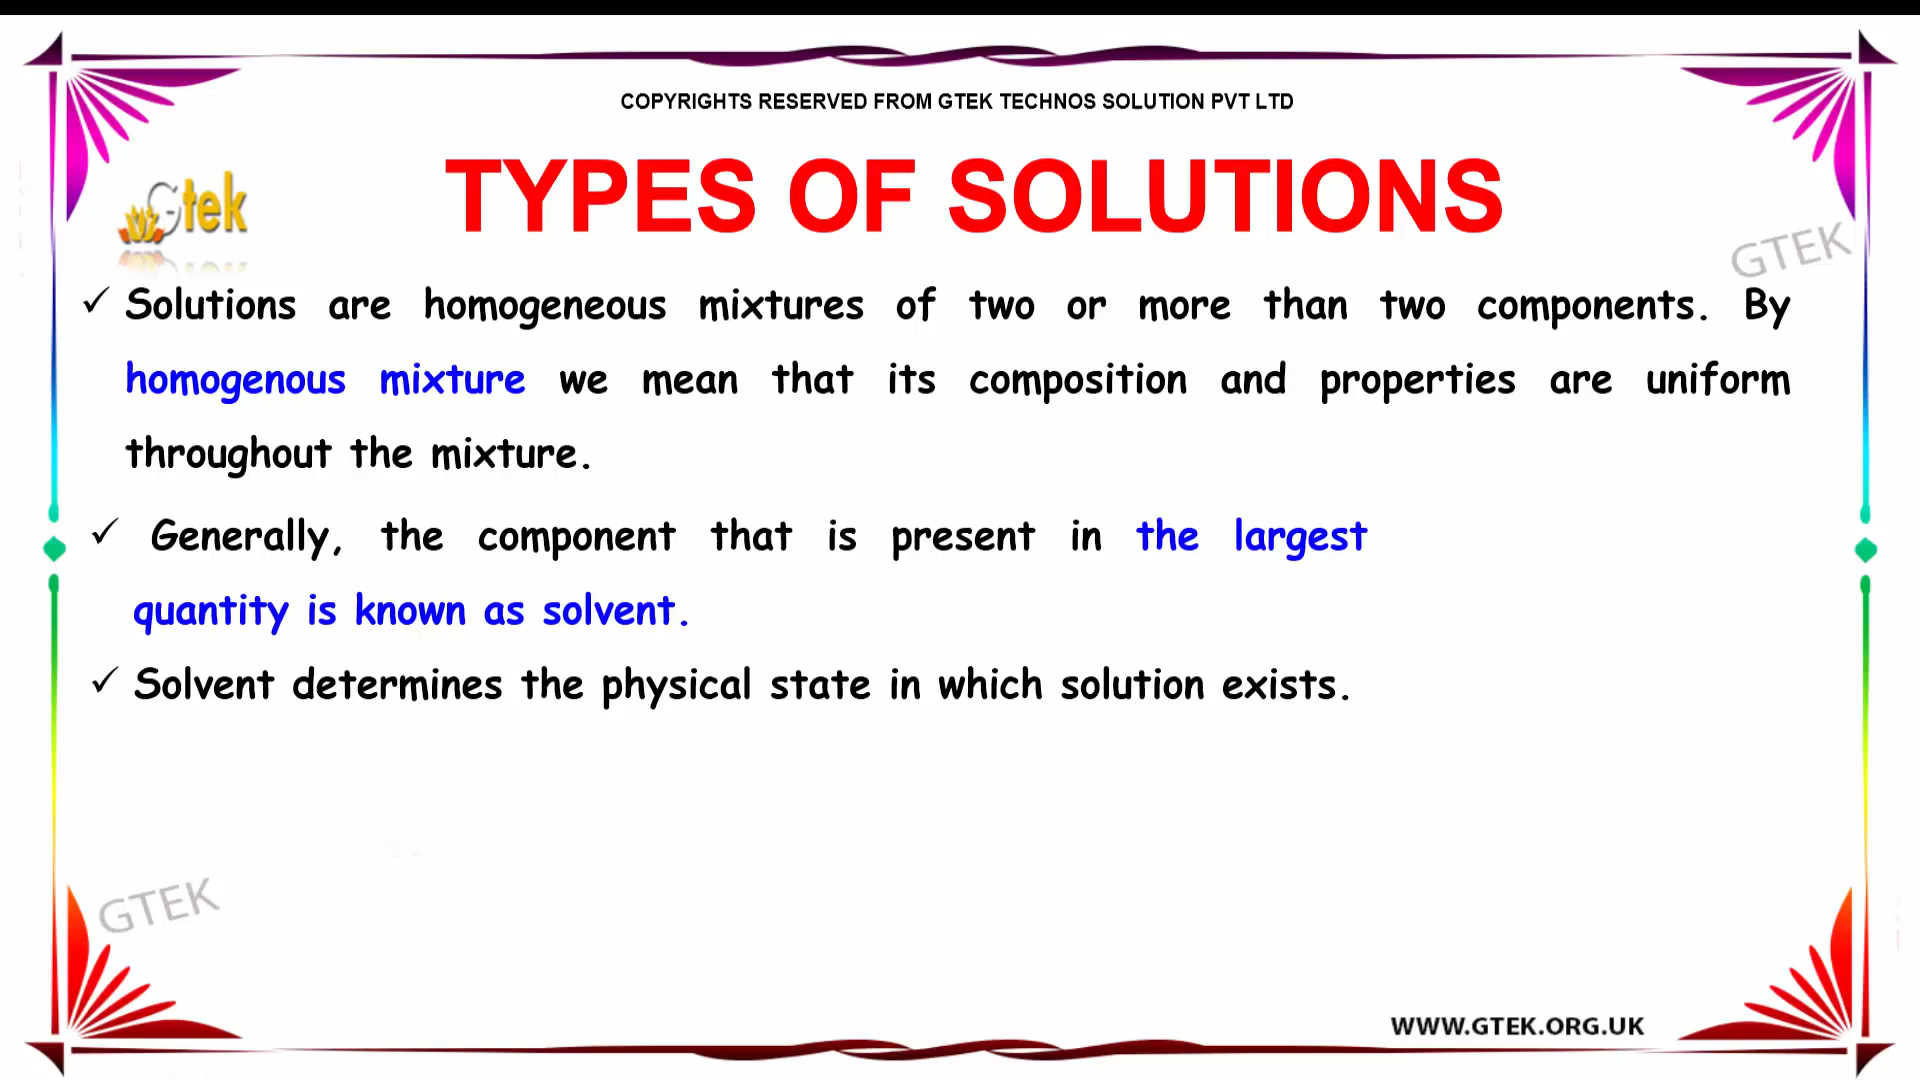 COPYRIGHTS RESERVED FROM GTEK TECHNOS SOLUTION PVT LTD
Gtek
TYPES OF SOLUTIONS
GTEK
✓ Solutions are homogeneous mixtures of two or more than two components. By
homogenous mixture we mean that its composition and properties are uniform
throughout the mixture.
✓ Generally, the component that is present in the largest
quantity is known as solvent.
✓ Solvent determines the physical state in which solution exists.
GTEK
WWW.GTEK.ORG.UK